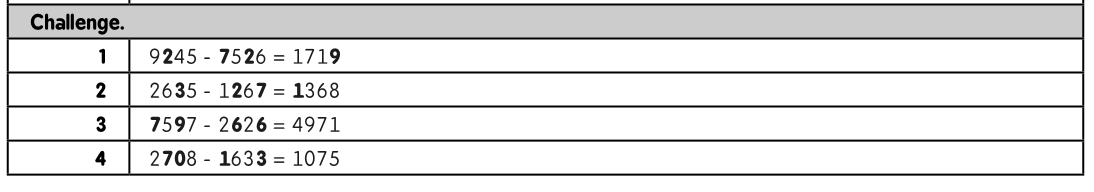 Challenge.
1 9245 - 7526 = 1719
2 2635 - 1267 = 1368
3 7597 - 2626 = 4971
4 2708 - 1633 = 1075